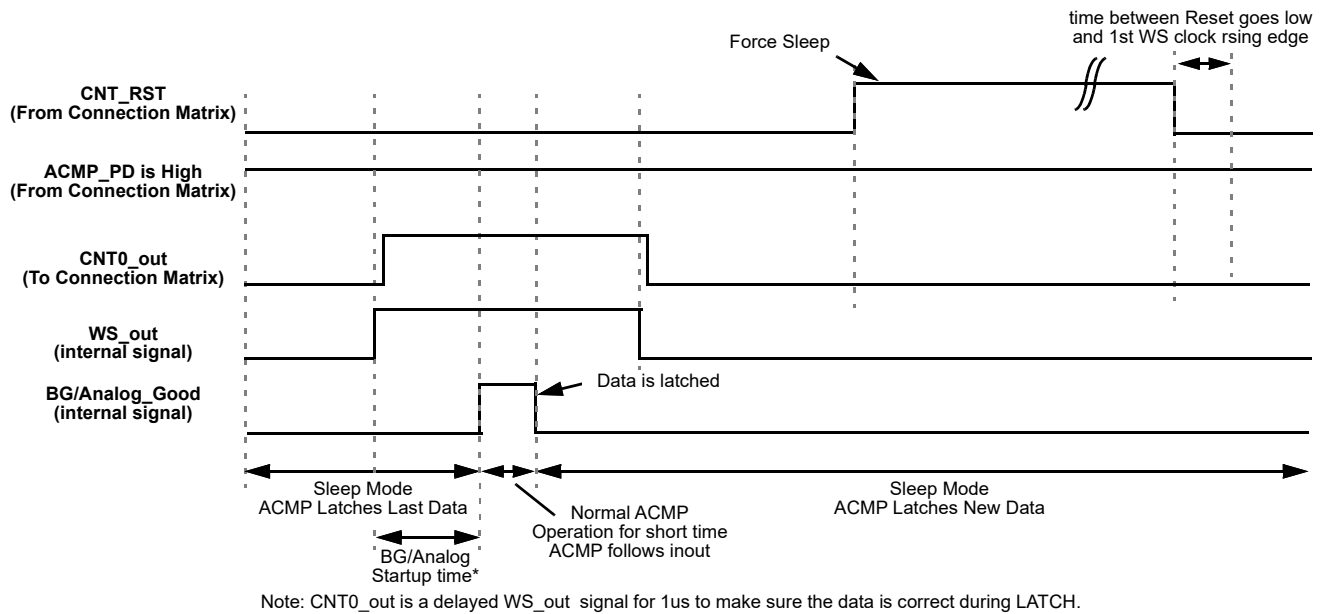 time between Reset goes low
and 1st WS clock rsing edge
Force Sleep
CNT_RST
(From Connection Matrix)
ACMP_PD is High
(From Connection Matrix)
CNT0_out
(To Connection Matrix)
WS_out
(internal signal)
BG/Analog_Good
(internal signal)
Data is latched
Sleep Mode
ACMP Latches Last Data
Normal ACMP
Operation for short time
ACMP follows inout
Sleep Mode
ACMP Latches New Data
BG/Analog
Startup time*
Note: CNT0_out is a delayed WS_out signal for 1us to make sure the data is correct during LATCH.